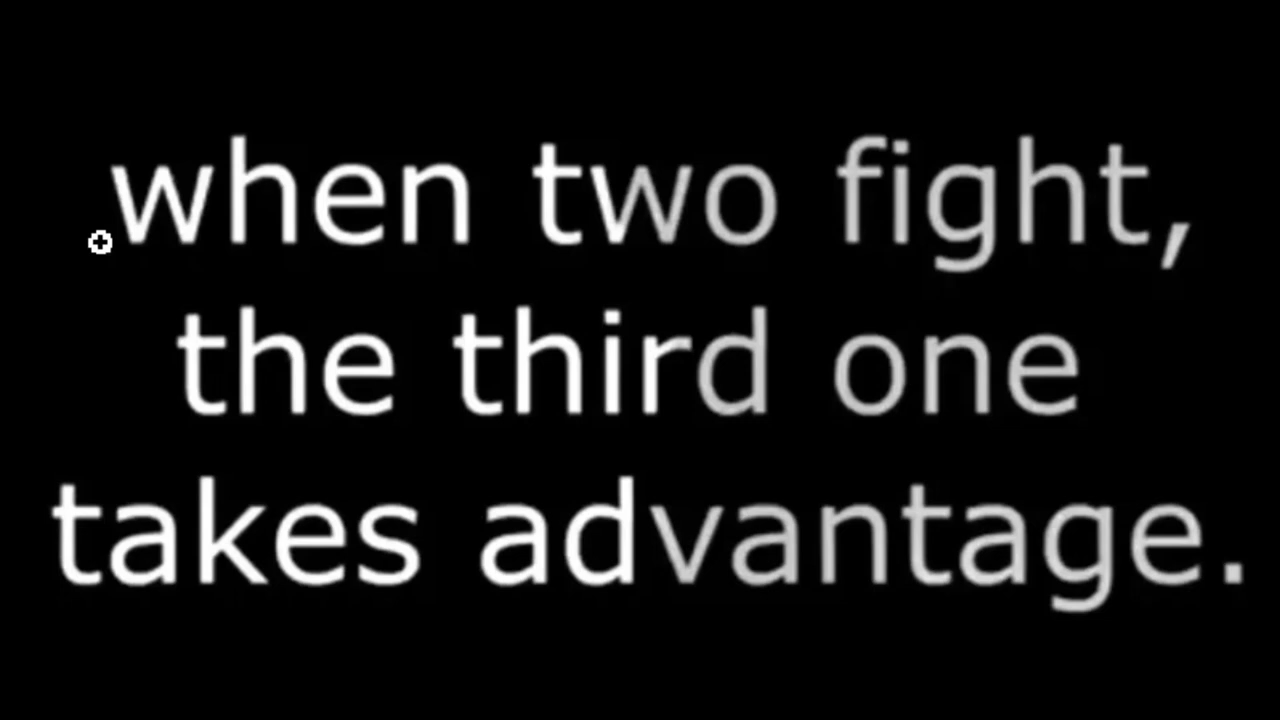 when two fight,
the third one
takes advantage.